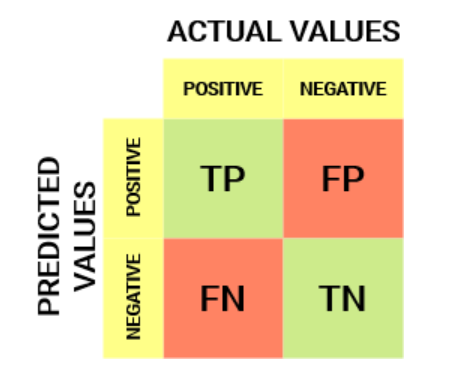 ACTUAL VALUES
POSITIVE NEGATIVE
PREDICTED
VALUES
POSITIVE
TP FP
NEGATIVE
FN TN